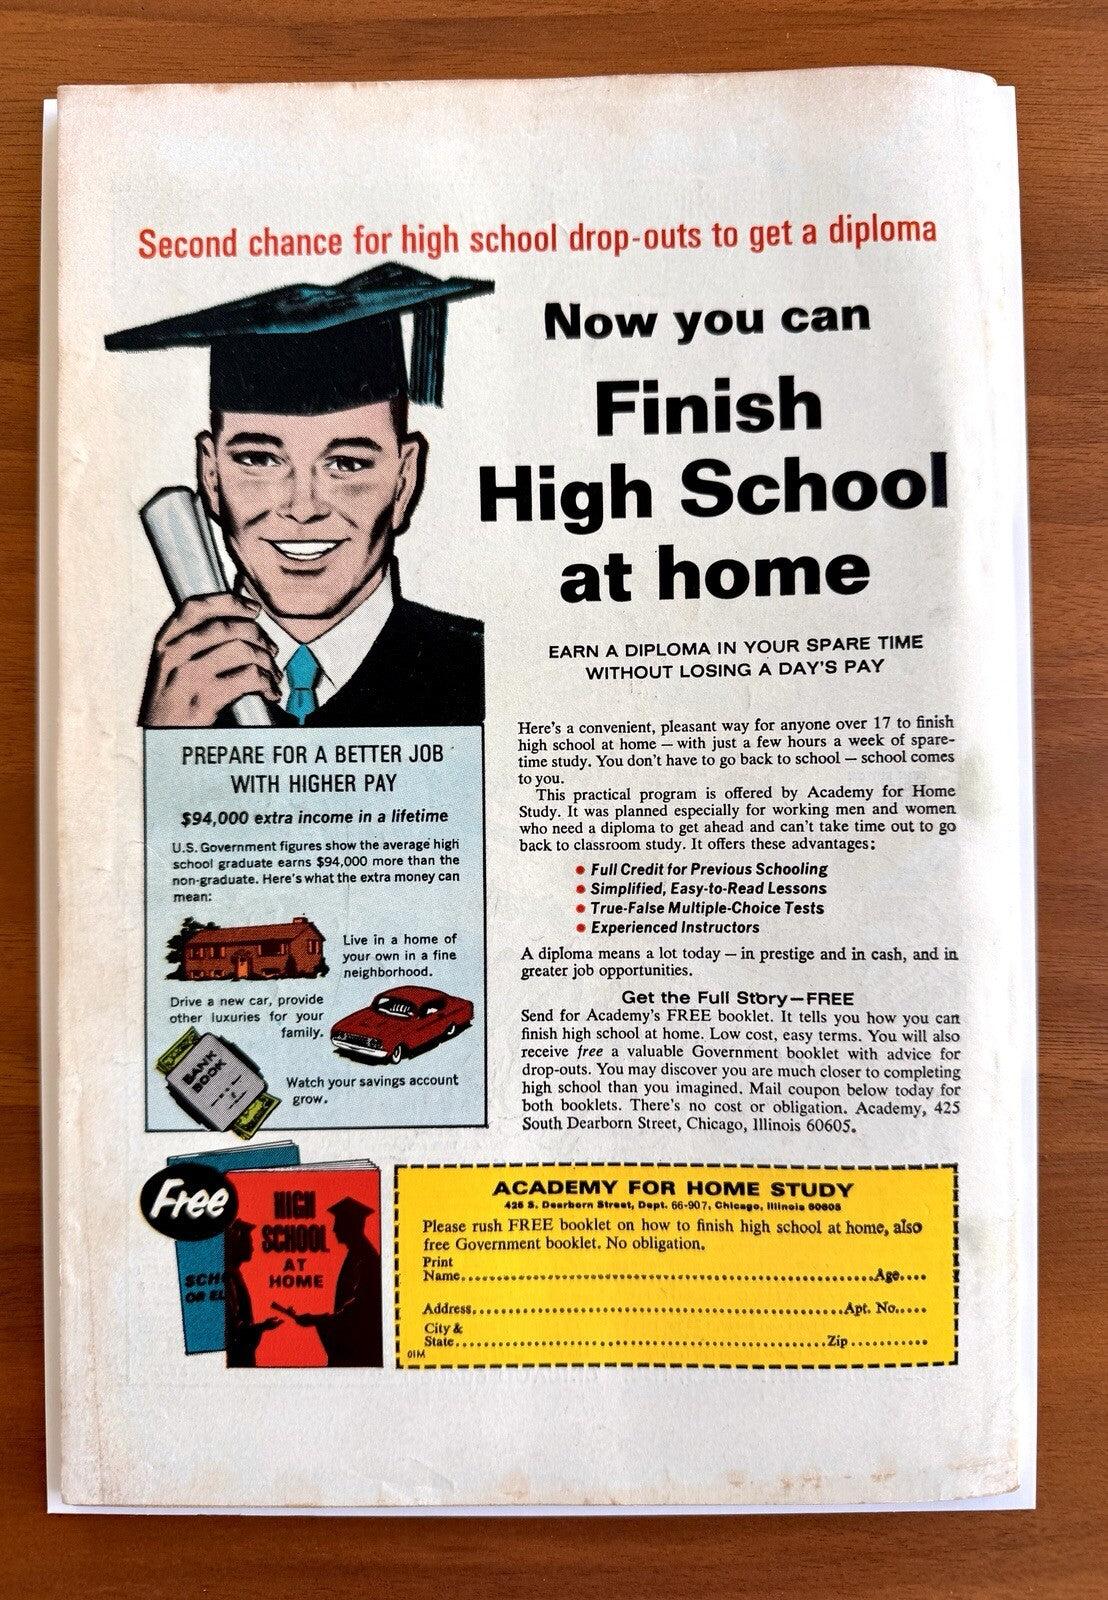 Second chance for high school drop-outs to get a diploma
Now you can
Finish
High School
at home
EARN A DIPLOMA IN YOUR SPARE TIME
WITHOUT LOSING A DAY'S PAY
PREPARE FOR A BETTER JOB
WITH HIGHER PAY
$94,000 extra income in a lifetime
U.S. Government figures show the average high
school graduate earns $94,000 more than the
non-graduate. Here's what the extra money can
mean:
Live in a home of
your own in a fine
neighborhood.
Drive a new car, provide
other luxuries for your
family.
BANK
BOOK
Watch your savings account
grow.
Here's a convenient, pleasant way for anyone over 17 to finish
high school at home — with just a few hours a week of spare-
time study. You don't have to go back to school — school comes
to you.
This practical program is offered by Academy for Home
Study. It was planned especially for working men and women
who need a diploma to get ahead and can't take time out to go
back to classroom study. It offers these advantages:
• Full Credit for Previous Schooling
• Simplified, Easy-to-Read Lessons
• True-False Multiple-Choice Tests
• Experienced Instructors
A diploma means a lot today — in prestige and in cash, and in
greater job opportunities.
Get the Full Story—FREE
Send for Academy's FREE booklet. It tells you how you can
finish high school at home. Low cost, easy terms. You will also
receive free a valuable Government booklet with advice for
drop-outs. You may discover you are much closer to completing
high school than you imagined. Mail coupon below today for
both booklets. There's no cost or obligation. Academy, 425
South Dearborn Street, Chicago, Illinois 60605.
Free
HIGH
SCHOOL
AT
HOME
SCH
OR EL
ACADEMY FOR HOME STUDY
425 S. Dearborn Street, Dept. 66-907, Chicago, Illinois 60605
Please rush FREE booklet on how to finish high school at home, also
free Government booklet. No obligation.
Print
Name..........Age....
Address..........Apt. No.....
City &
State..........Zip..........
01M